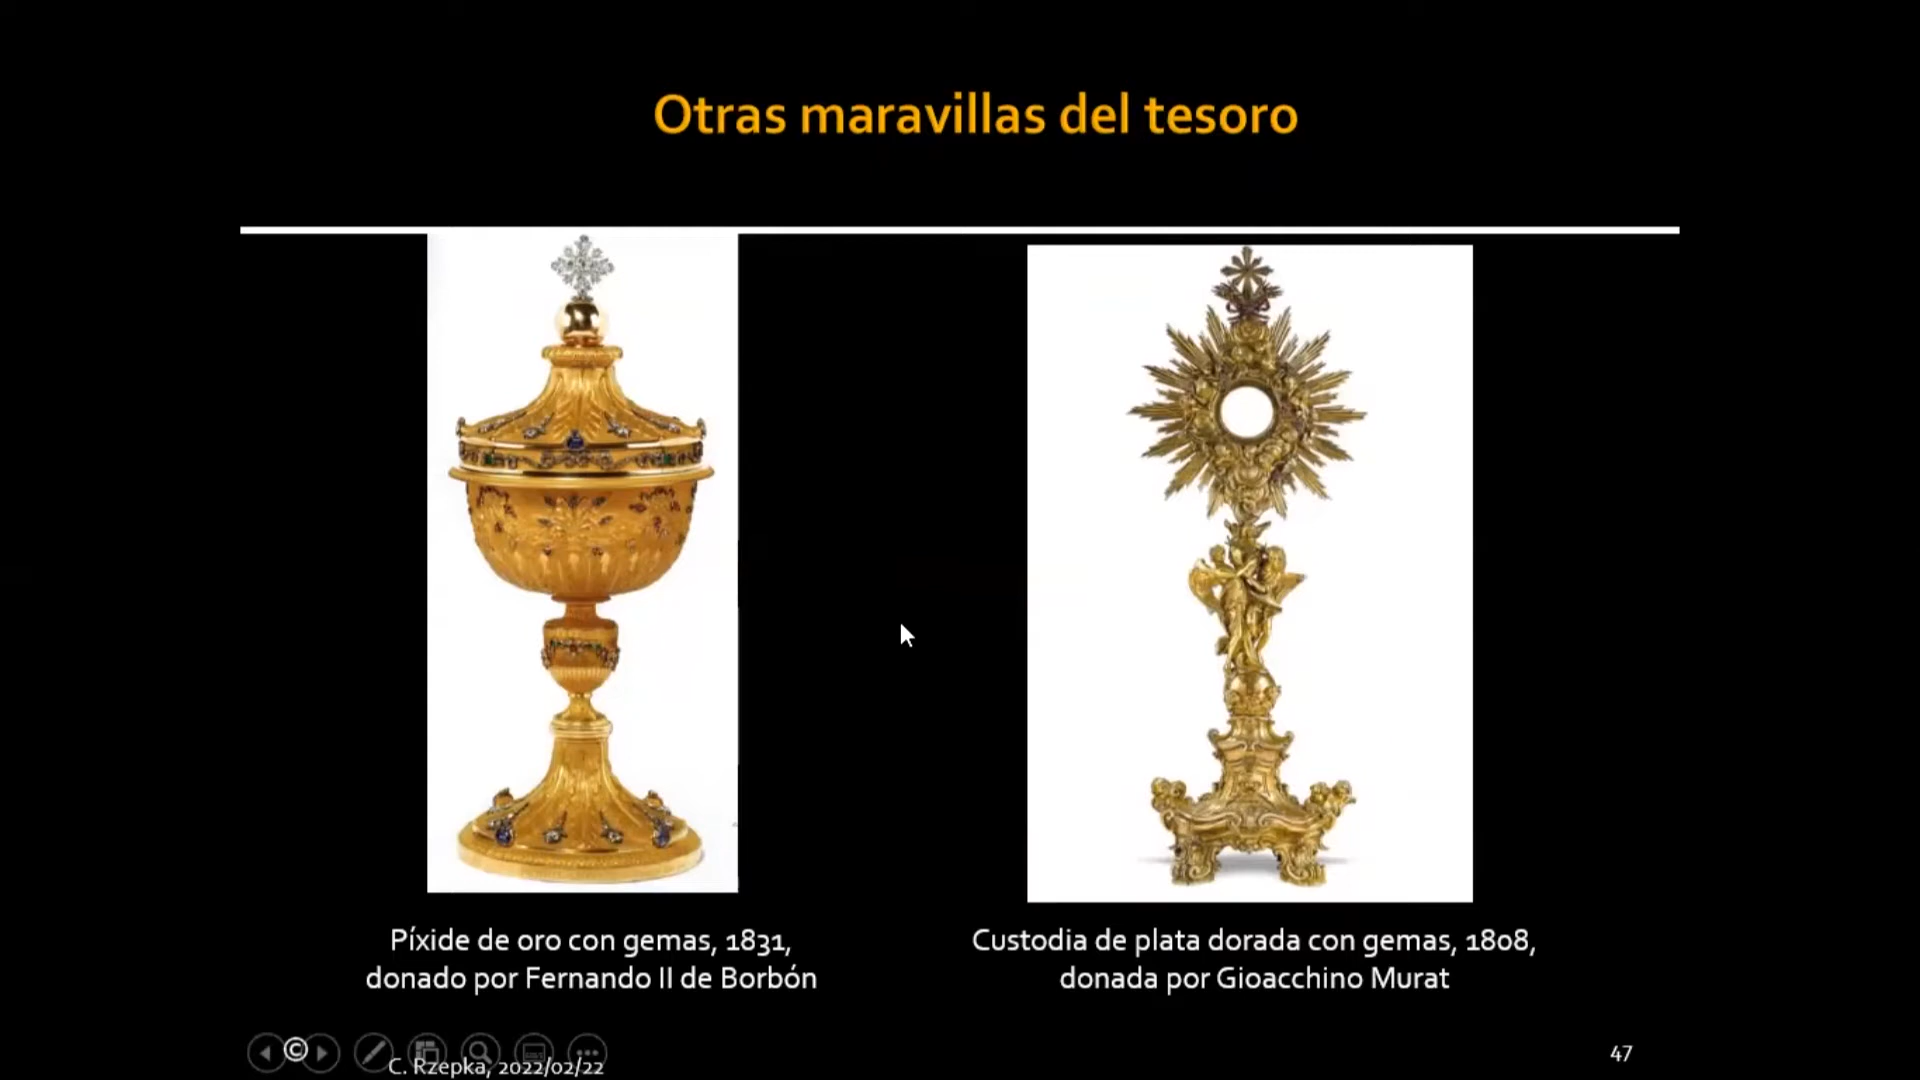 Otras maravillas del tesoro
Píxide de oro con gemas, 1831,
donado por Fernando II de Borbón
Custodia de plata dorada con gemas, 1808,
donada por Gioacchino Murat
©
C. Rzepka, 2022/02/22
47